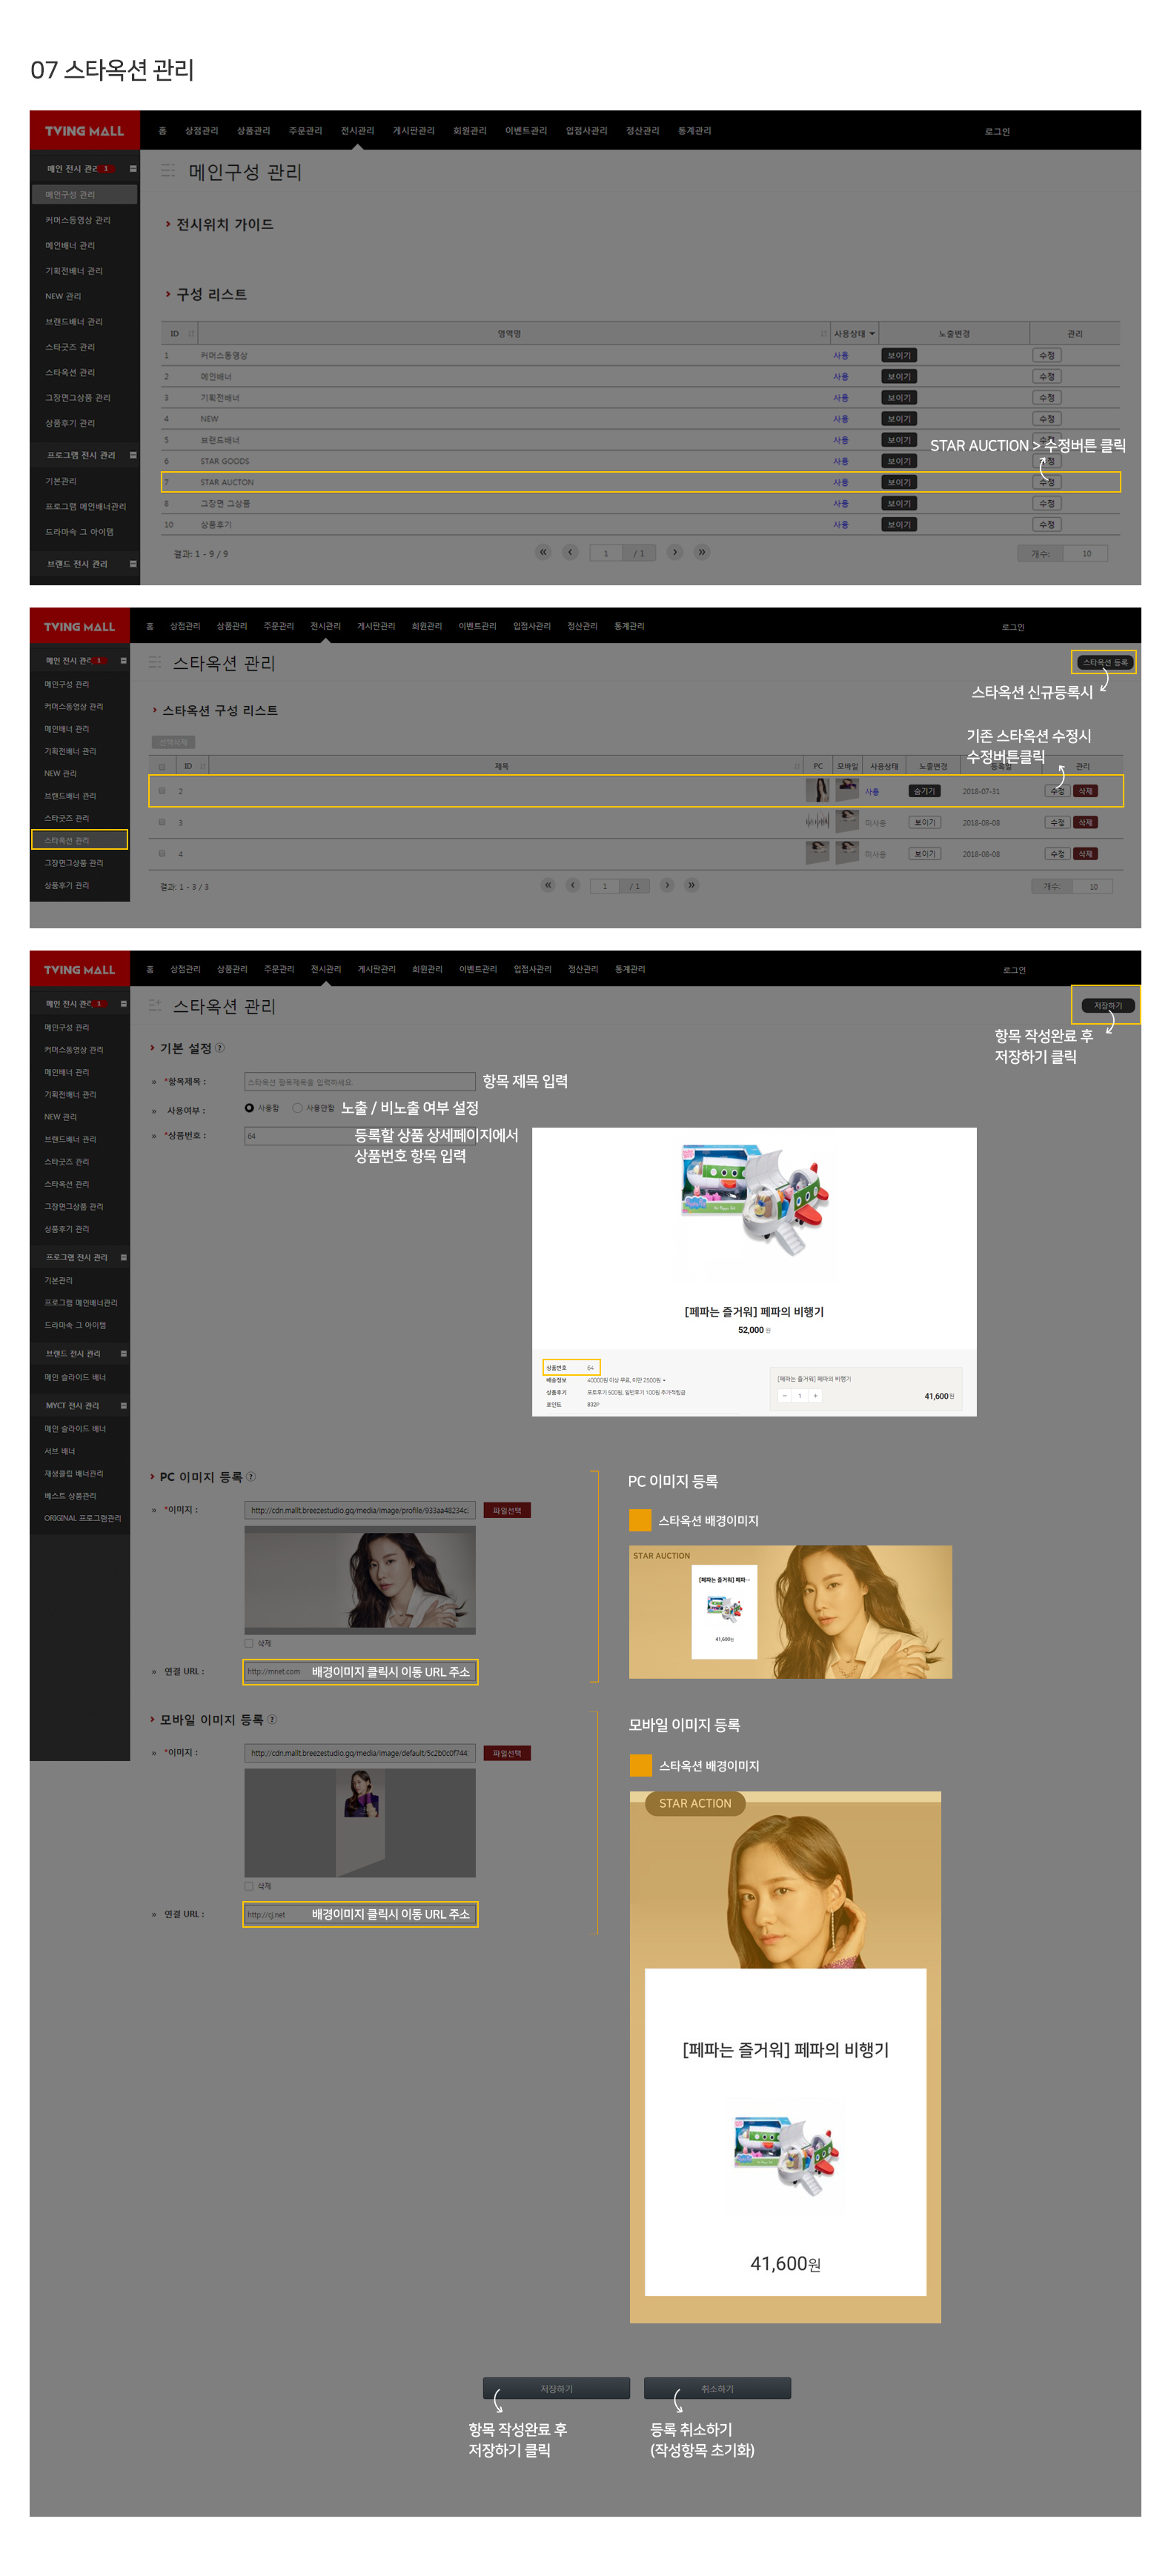 07 스타옥션 관리
TVING MALL
홈 상점관리 상품관리 주문관리 전시관리 게시판관리 회원관리 이벤트관리 입점사관리 정산관리 통계관리 로그인
메인 전시 관리 1
메인구성 관리
커머스동영상 관리
메인배너 관리
기획전배너 관리
NEW 관리
브랜드배너 관리
스타굿즈 관리
스타옥션 관리
그장면그상품 관리
상품후기 관리
프로그램 전시 관리
기본관리
프로그램 메인배너관리
드라마속 그 아이템
브랜드 전시 관리
메인구성 관리
전시위치 가이드
구성 리스트
ID 영역명 사용상태 노출변경 관리
1 커머스동영상 사용 보이기 수정
2 메인배너 사용 보이기 수정
3 기획전배너 사용 보이기 수정
4 NEW 사용 보이기 수정
5 브랜드배너 사용 보이기
STAR AUCTION > 수정버튼 클릭
6 STAR GOODS 사용 보이기 수정
7 STAR AUCTON 사용 보이기 수정
8 그장면 그상품 사용 보이기 수정
10 상품후기 사용 보이기 수정
결과: 1 - 9 / 9 « ‹ 1 / 1 › » 개수: 10
TVING MALL
홈 상점관리 상품관리 주문관리 전시관리 게시판관리 회원관리 이벤트관리 입점사관리 정산관리 통계관리 로그인
메인 전시 관리 1
메인구성 관리
커머스동영상 관리
메인배너 관리
기획전배너 관리
NEW 관리
브랜드배너 관리
스타굿즈 관리
스타옥션 관리
그장면그상품 관리
상품후기 관리
스타옥션 관리
스타옥션 등록
스타옥션 신규등록시
스타옥션 구성 리스트
기존 스타옥션 수정시
수정버튼클릭
선택삭제
ID 제목 PC 모바일 사용상태 노출변경 등록일 관리
2 사용 숨기기 2018-07-31 수정 삭제
3 미사용 보이기 2018-08-08 수정 삭제
4 미사용 보이기 2018-08-08 수정 삭제
결과: 1 - 3 / 3 « ‹ 1 / 1 › » 개수: 10
TVING MALL
홈 상점관리 상품관리 주문관리 전시관리 게시판관리 회원관리 이벤트관리 입점사관리 정산관리 통계관리 로그인
메인 전시 관리 1
메인구성 관리
커머스동영상 관리
메인배너 관리
기획전배너 관리
NEW 관리
브랜드배너 관리
스타굿즈 관리
스타옥션 관리
그장면그상품 관리
상품후기 관리
프로그램 전시 관리
기본관리
프로그램 메인배너관리
드라마속 그 아이템
브랜드 전시 관리
메인 슬라이드 배너
MYCT 전시 관리
메인 슬라이드 배너
서브 배너
재생클립 배너관리
베스트 상품관리
ORIGINAL 프로그램관리
스타옥션 관리
저장하기
항목 작성완료 후
저장하기 클릭
기본 설정 ?
» *항목제목 : 스타옥션 항목제목을 입력하세요. 항목 제목 입력
» 사용여부 : 사용함 사용안함 노출 / 비노출 여부 설정
» *상품번호 : 64 등록할 상품 상세페이지에서
상품번호 항목 입력
[페파는 즐거워] 페파의 비행기
52,000 원
상품번호 64
배송정보 40000원 이상 무료, 미만 2500원
상품후기 포토후기 500원, 일반후기 100원 추가적립금
포인트 832P
[페파는 즐거워] 페파의 비행기
- 1 + 41,600원
PC 이미지 등록 ?
» *이미지 : http://cdn.mallt.breezestudio.gq/media/image/profile/933aa48234c 파일선택
삭제
» 연결 URL : http://mnet.com 배경이미지 클릭시 이동 URL 주소
PC 이미지 등록
스타옥션 배경이미지
STAR AUCTION
[페파는 즐거워] 페파···
41,600원
모바일 이미지 등록 ?
» *이미지 : http://cdn.mallt.breezestudio.gq/media/image/default/5c2b0c0f744 파일선택
삭제
» 연결 URL : http://cj.net 배경이미지 클릭시 이동 URL 주소
모바일 이미지 등록
스타옥션 배경이미지
STAR ACTION
[페파는 즐거워] 페파의 비행기
41,600원
저장하기 취소하기
항목 작성완료 후
저장하기 클릭
등록 취소하기
(작성항목 초기화)